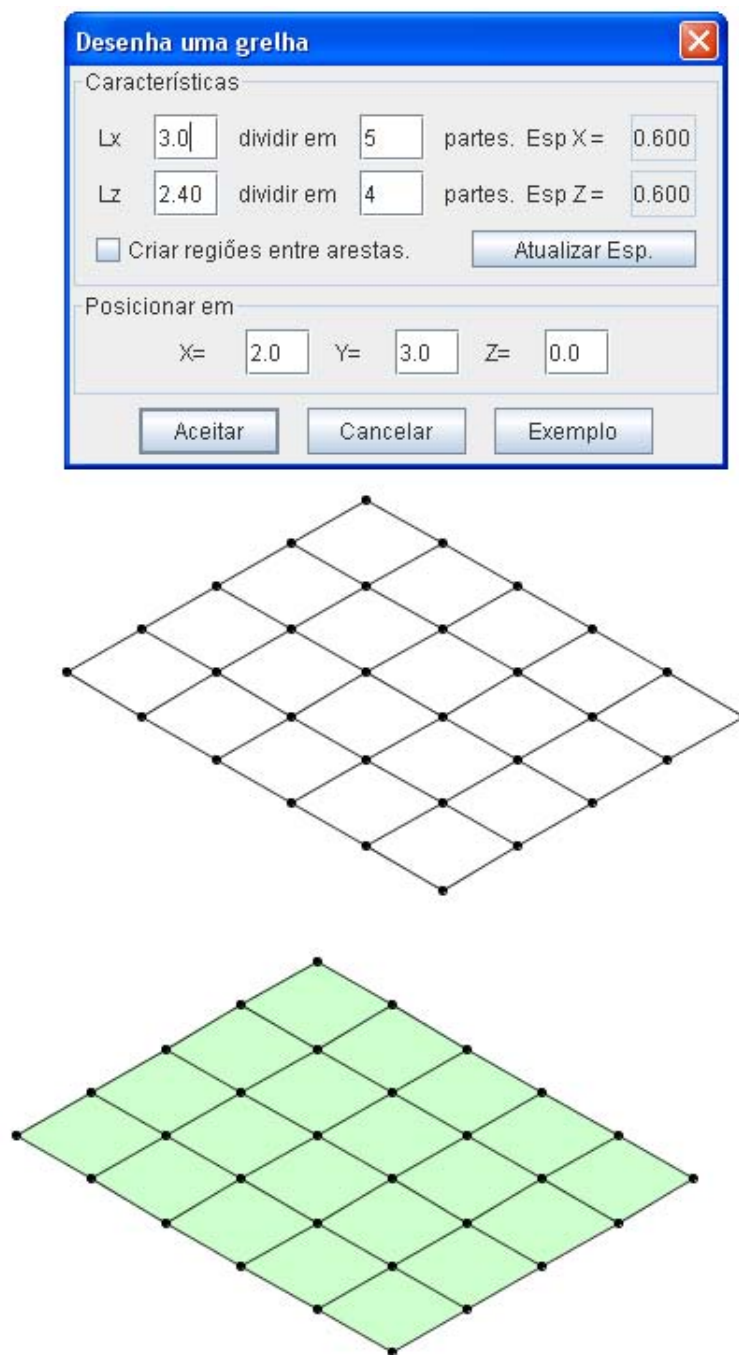 Desenha uma grelha
Características
Lx 3.0 dividir em 5 partes. Esp X = 0.600
Lz 2.40 dividir em 4 partes. Esp Z = 0.600
Criar regiões entre arestas. Atualizar Esp.
Posicionar em
X= 2.0 Y= 3.0 Z= 0.0
Aceitar Cancelar Exemplo